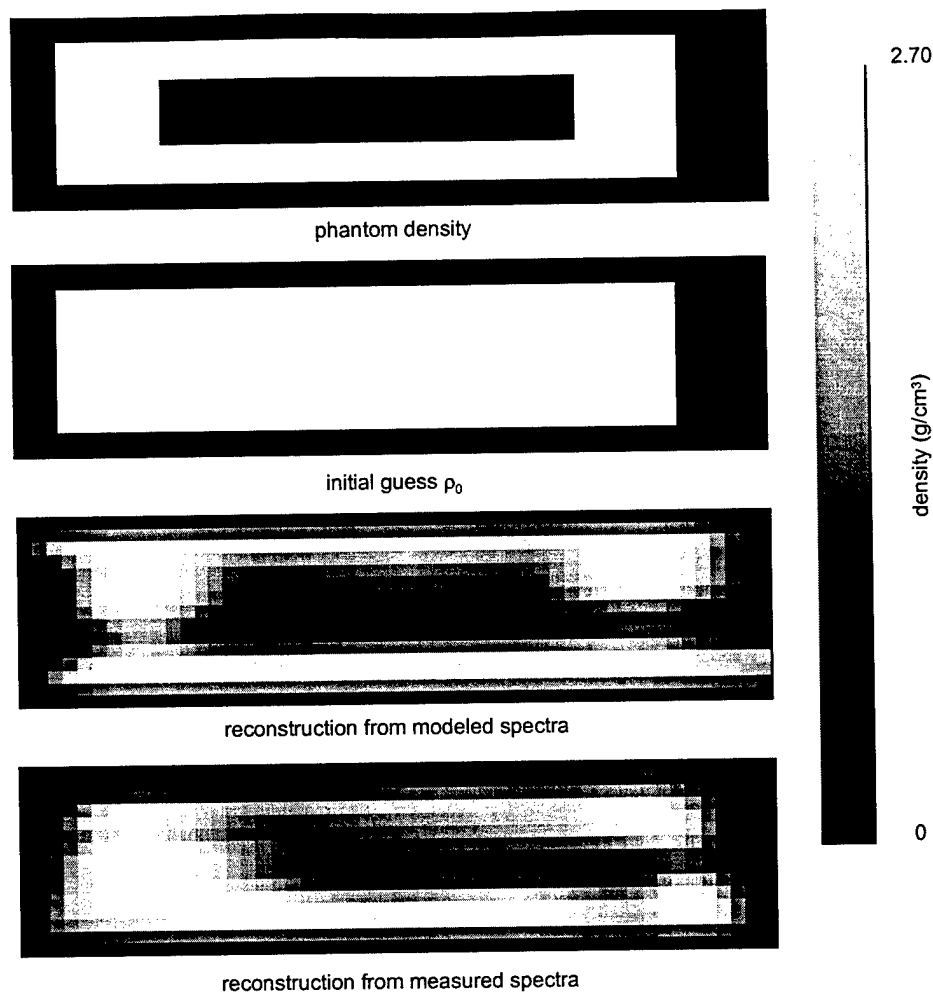 phantom density
initial guess ρ₀
reconstruction from modeled spectra
reconstruction from measured spectra
2.70
density (g/cm³)
0